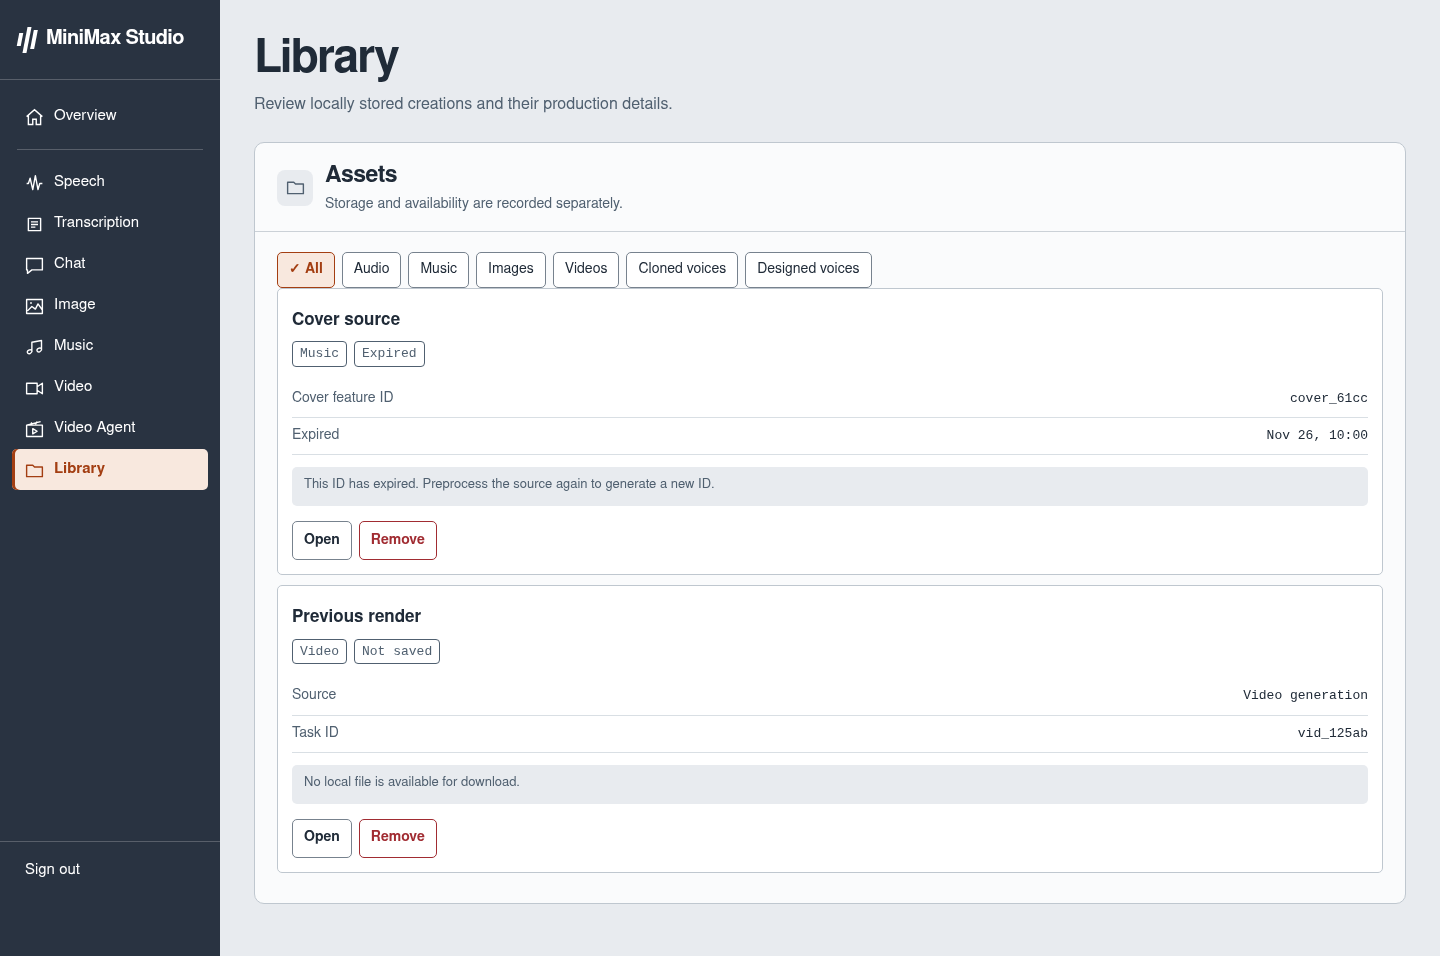 MiniMax Studio
Overview
Speech
Transcription
Chat
Image
Music
Video
Video Agent
Library
Sign out
Library
Review locally stored creations and their production details.
Assets
Storage and availability are recorded separately.
✓ All Audio Music Images Videos Cloned voices Designed voices
Cover source
Music Expired
Cover feature ID cover_61cc
Expired Nov 26, 10:00
This ID has expired. Preprocess the source again to generate a new ID.
Open Remove
Previous render
Video Not saved
Source Video generation
Task ID vid_125ab
No local file is available for download.
Open Remove